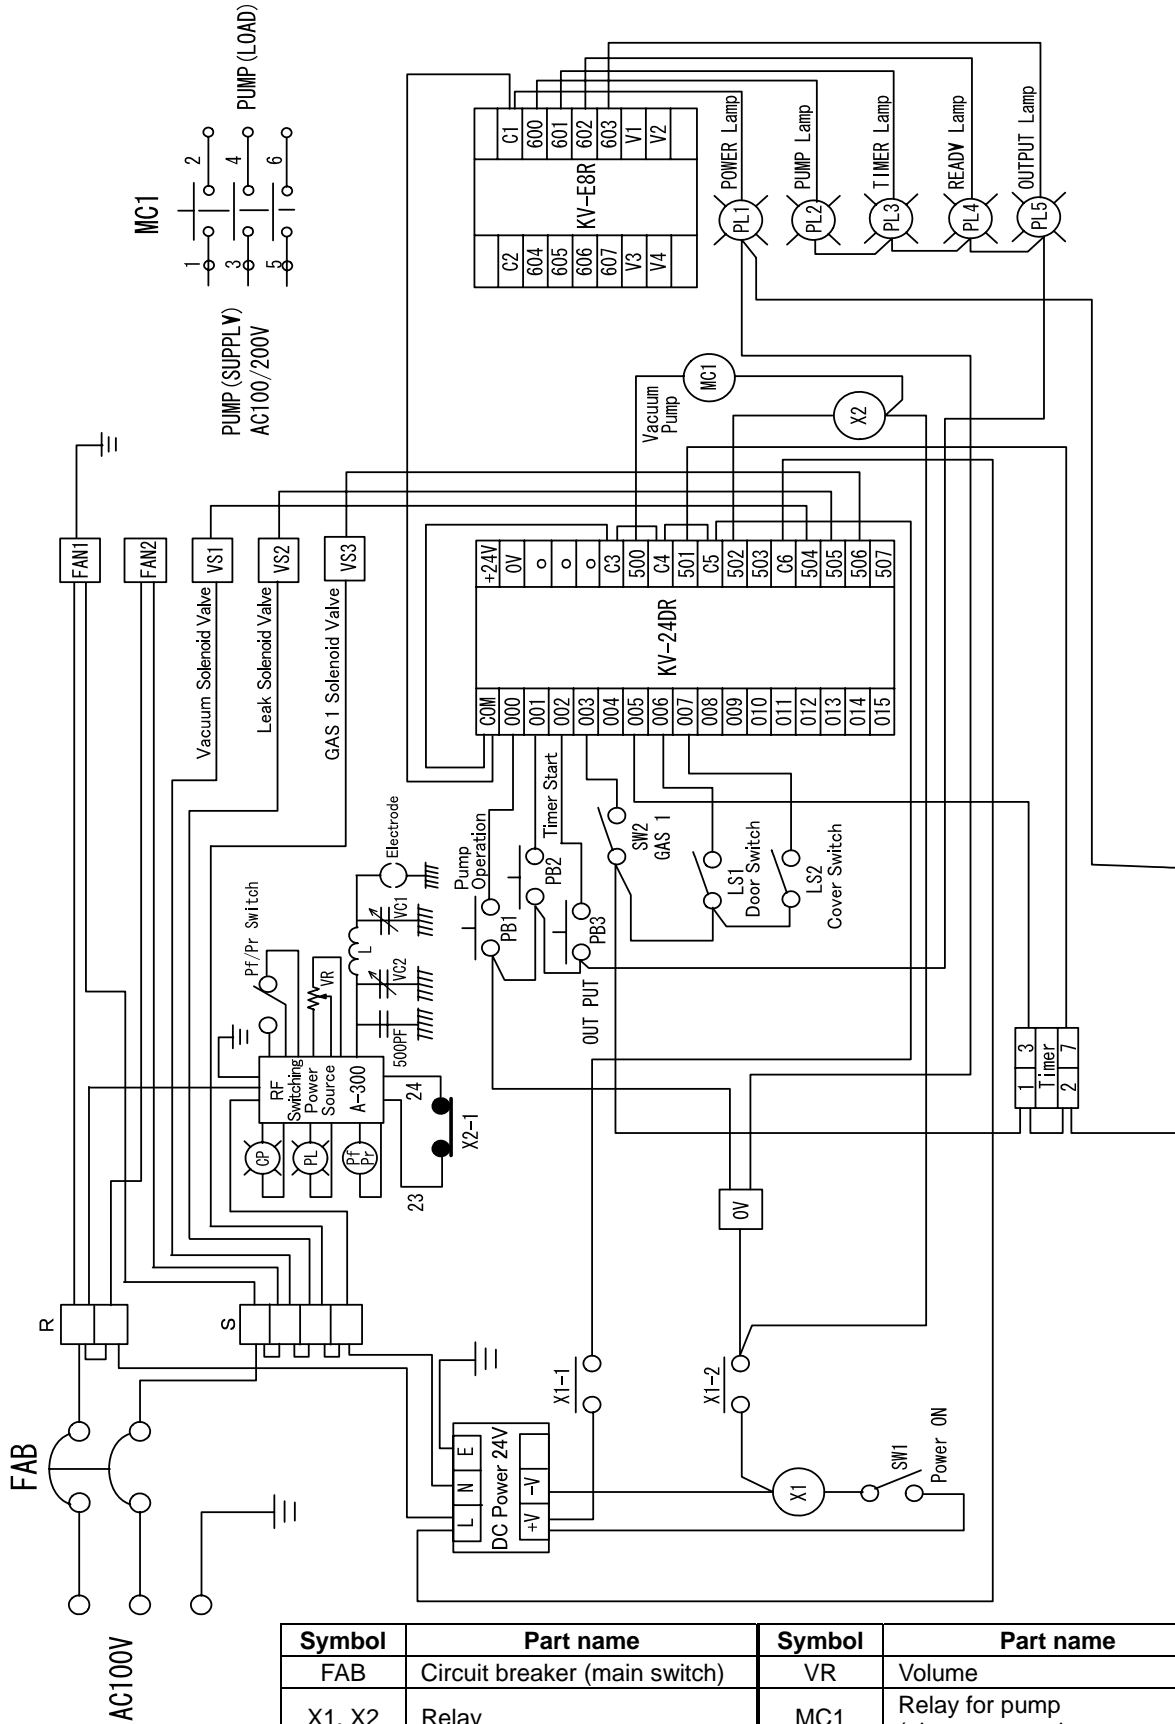 MC1
1 2
3 4
5 6
PUMP(SUPPLV)
AC100/200V
PUMP(LOAD)
FAN1
FAN2
VS1
VS2
VS3
Vacuum Solenoid Valve
Leak Solenoid Valve
GAS 1 Solenoid Valve
C1
600
601
602
603
V1
V2
KV-E8R
C2
604
605
606
607
V3
V4
PL1
POWER Lamp
PL2
PUMP Lamp
PL3
TIMER Lamp
PL4
READV Lamp
PL5
OUTPUT Lamp
Vacuum
Pump
MC1
X2
+24V
0V
C3
500
C4
501
C5
502
503
C6
504
505
506
507
KV-24DR
COM
000
001
002
003
004
005
006
007
008
009
010
011
012
013
014
015
Pf/Pr Switch
VR
RF
Switching
Power
Source
A-300
CP
PL
Pf
Pr
500PF
VC2
L
VC1
Electrode
23
24
X2-1
Pump
Operation
PB1
PB2
Timer Start
PB3
OUT PUT
SW2
GAS 1
LS1
Door Switch
LS2
Cover Switch
1 3
Timer
2 7
0V
R
S
FAB
AC100V
L N E
DC Power 24V
+V -V
X1-1
X1-2
X1
SW1
Power ON
Symbol Part name Symbol Part name
FAB Circuit breaker (main switch) VR Volume
X1, X2 Relay MC1 Relay for pump